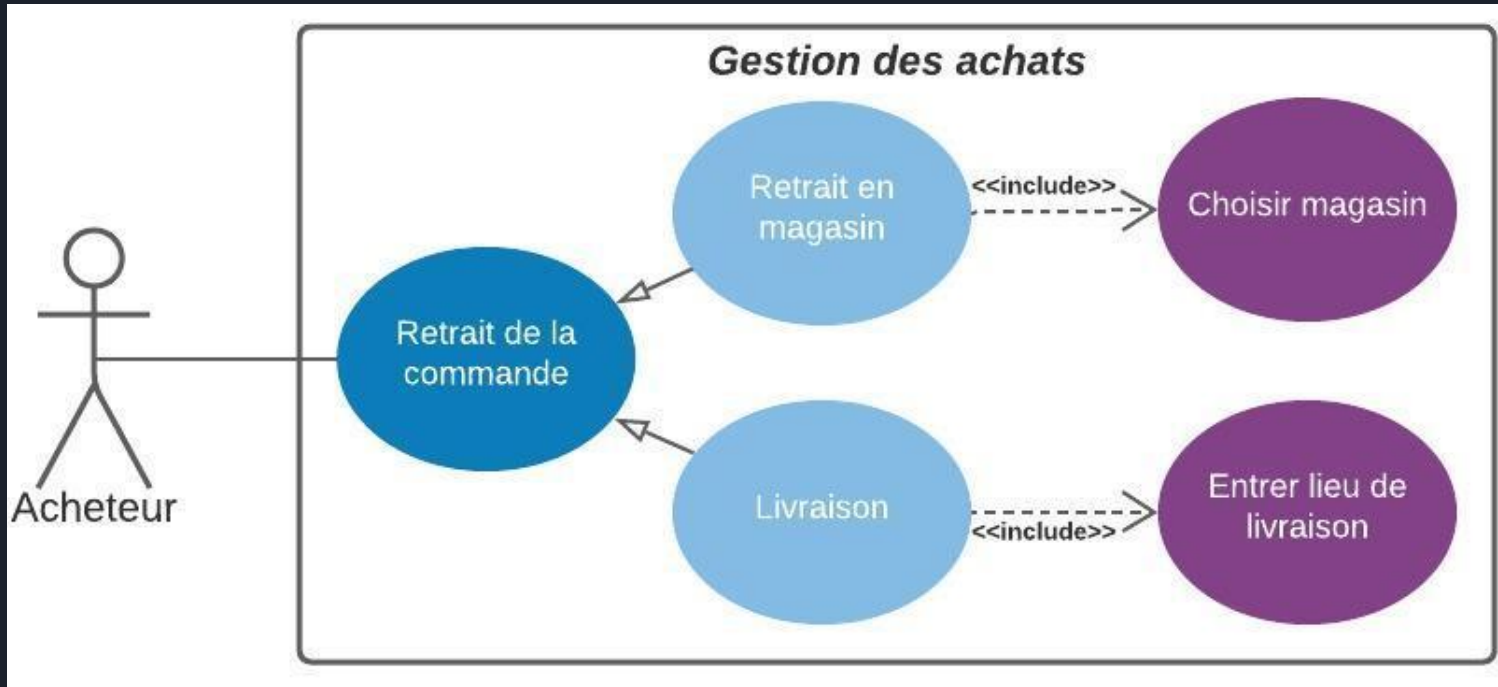 Gestion des achats
Retrait en
magasin
<<include>>
Choisir magasin
Retrait de la
commande
Acheteur
Livraison
<<include>>
Entrer lieu de
livraison